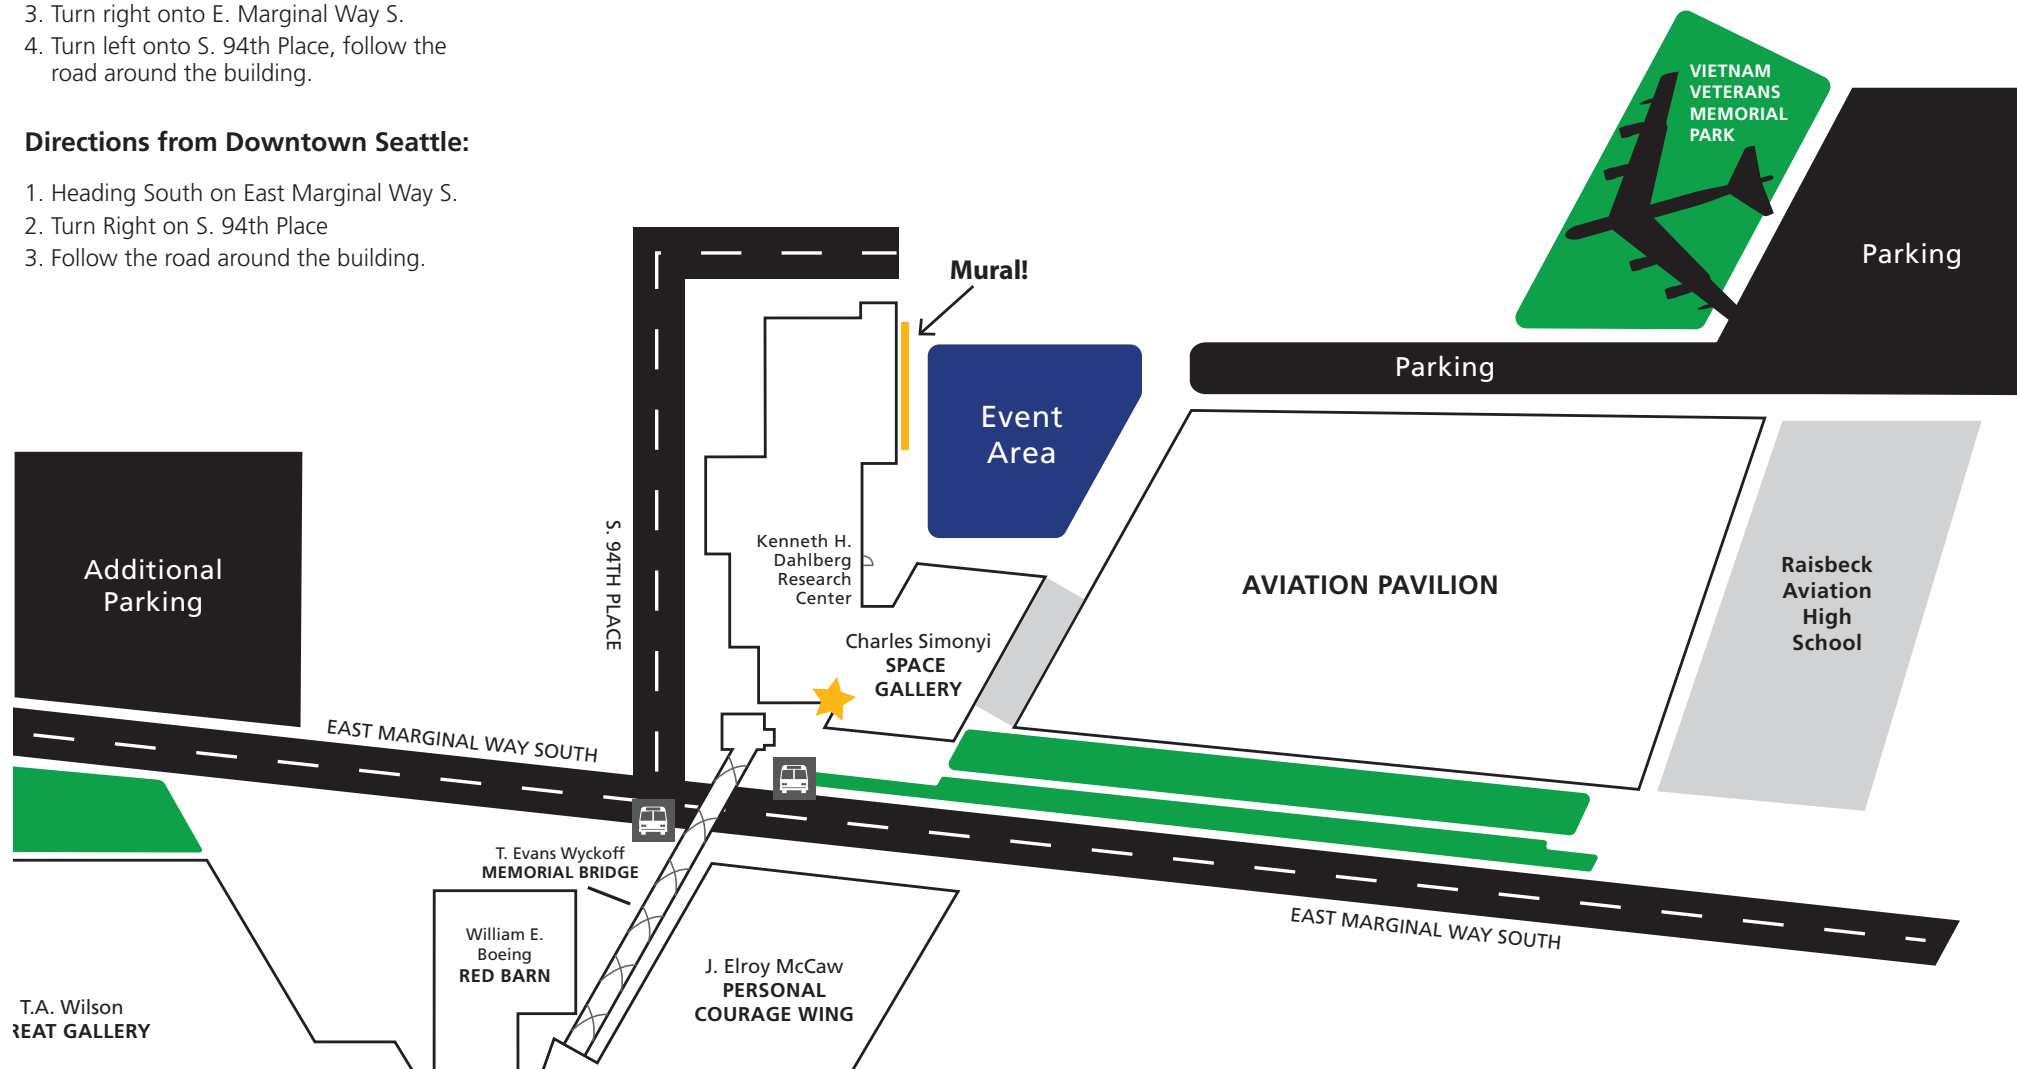 3. Turn right onto E. Marginal Way S.
4. Turn left onto S. 94th Place, follow the
road around the building.
Directions from Downtown Seattle:
1. Heading South on East Marginal Way S.
2. Turn Right on S. 94th Place
3. Follow the road around the building.
VIETNAM
VETERANS
MEMORIAL
PARK
Parking
Mural!
Parking
Event
Area
Additional
Parking
S. 94TH PLACE
Kenneth H.
Dahlberg
Research
Center
AVIATION PAVILION
Raisbeck
Aviation
High
School
Charles Simonyi
SPACE
GALLERY
EAST MARGINAL WAY SOUTH
T. Evans Wyckoff
MEMORIAL BRIDGE
EAST MARGINAL WAY SOUTH
William E.
Boeing
RED BARN
J. Elroy McCaw
PERSONAL
COURAGE WING
T.A. Wilson
REAT GALLERY